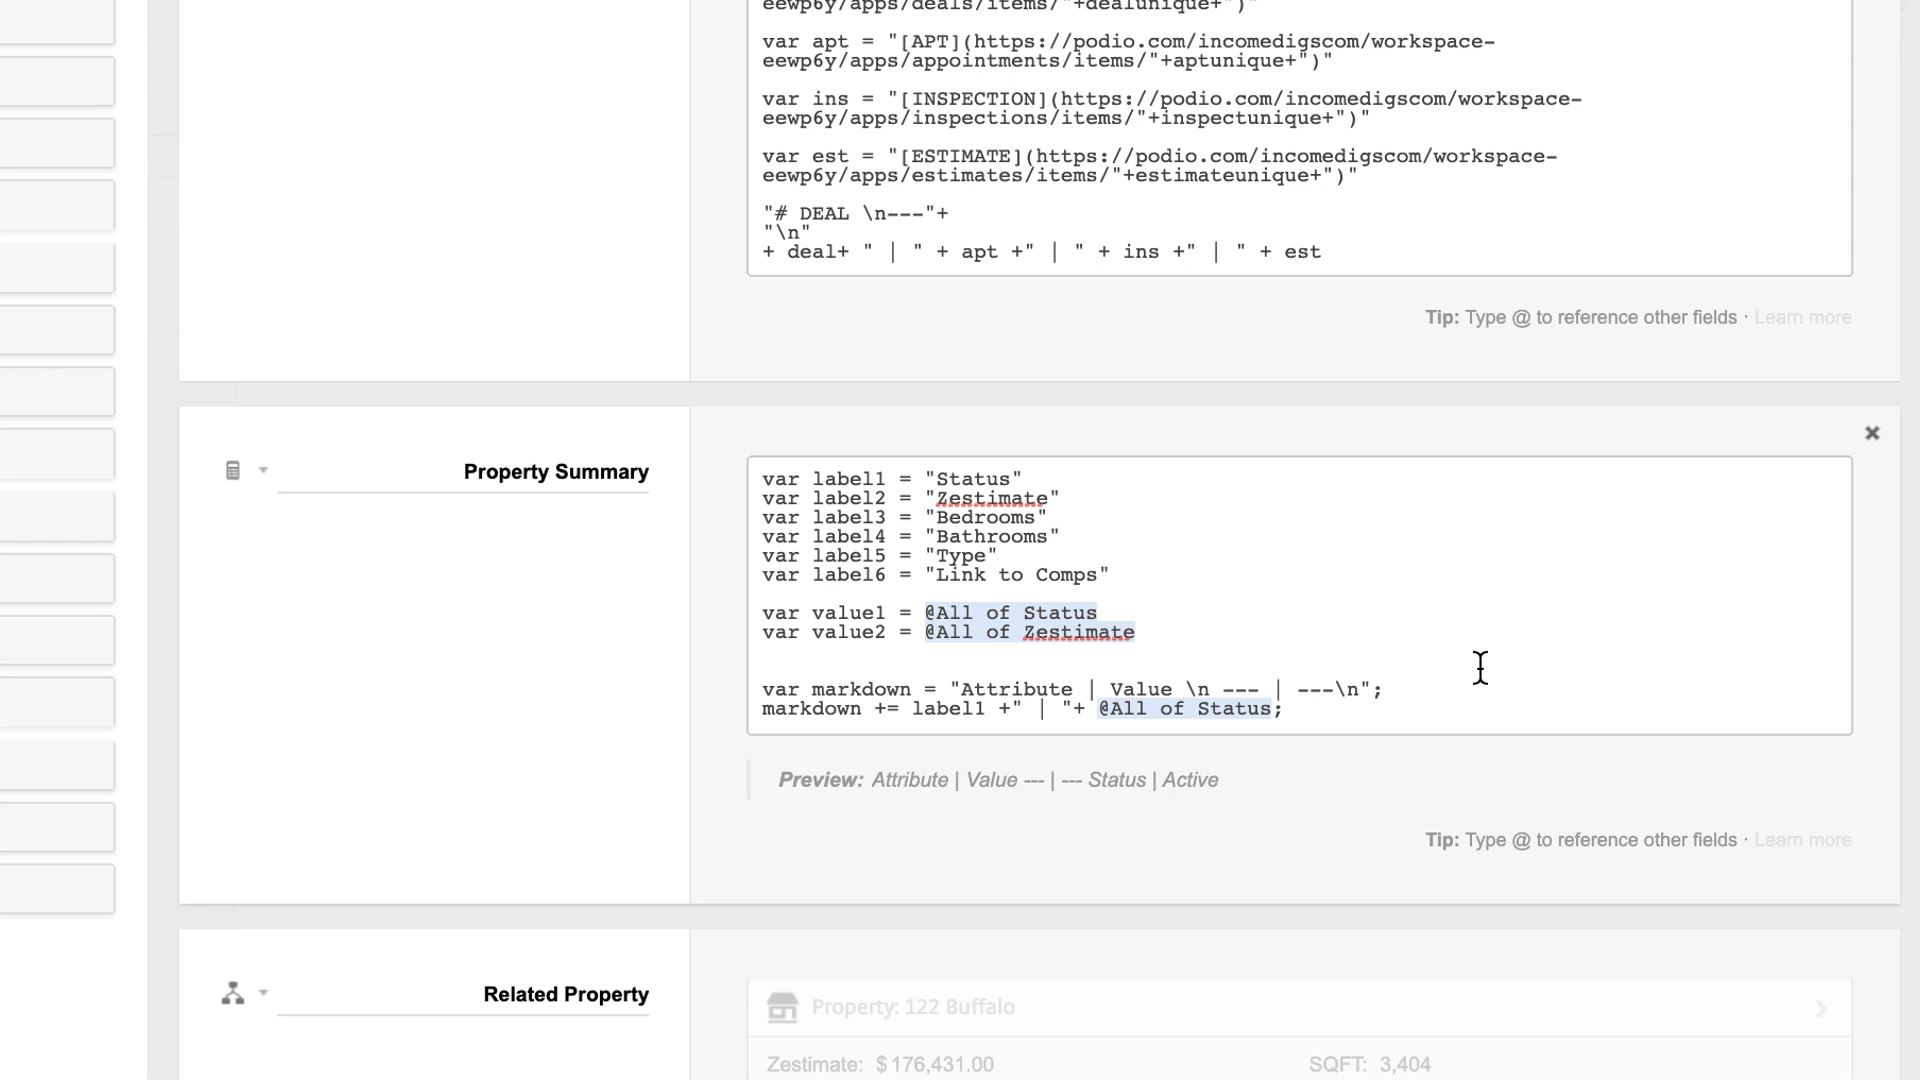 eewp6y/apps/deals/items/"+dealunique+")"
var apt = "[APT](https://podio.com/incomedigscom/workspace-
eewp6y/apps/appointments/items/"+aptunique+")"
var ins = "[INSPECTION](https://podio.com/incomedigscom/workspace-
eewp6y/apps/inspections/items/"+inspectunique+")"
var est = "[ESTIMATE](https://podio.com/incomedigscom/workspace-
eewp6y/apps/estimates/items/"+estimateunique+")"
"# DEAL \n---"+
"\n"
+ deal+ " | " + apt +" | " + ins +" | " + est
Tip: Type @ to reference other fields · Learn more
Property Summary
var label1 = "Status"
var label2 = "Zestimate"
var label3 = "Bedrooms"
var label4 = "Bathrooms"
var label5 = "Type"
var label6 = "Link to Comps"
var value1 = @All of Status
var value2 = @All of Zestimate
var markdown = "Attribute | Value \n --- | ---\n";
markdown += label1 +" | "+ @All of Status;
Preview: Attribute | Value --- | --- Status | Active
Tip: Type @ to reference other fields · Learn more
Related Property
Property: 122 Buffalo
Zestimate: $176,431.00 SQFT: 3,404